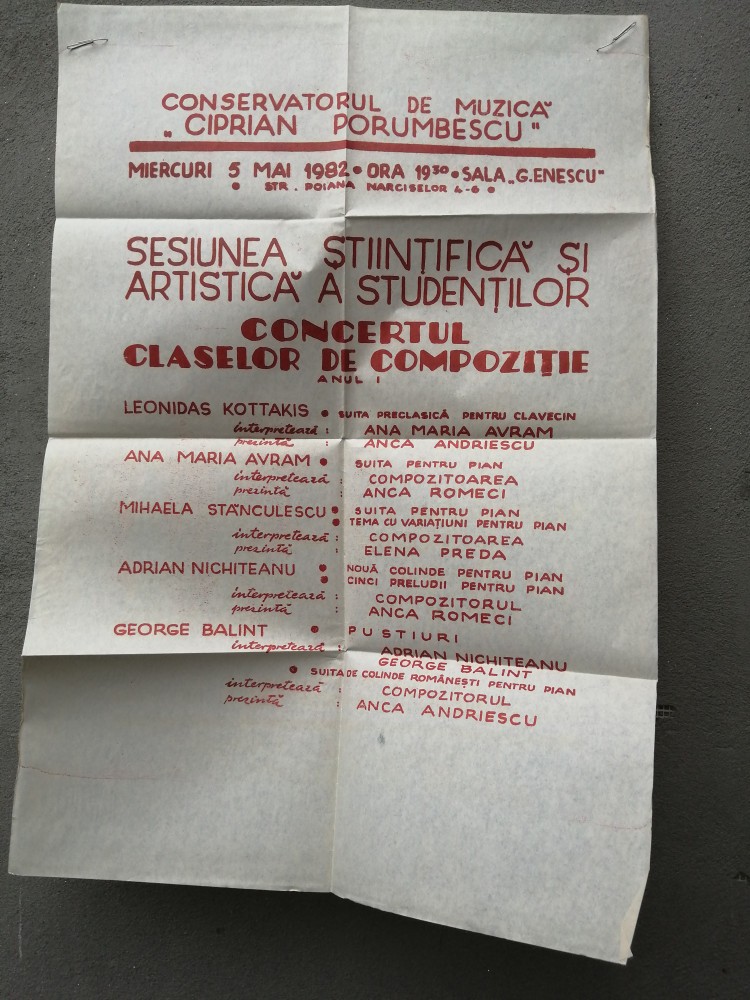 CONSERVATORUL DE MUZICĂ
„CIPRIAN PORUMBESCU"
MIERCURI 5 MAI 1982 • ORA 19³⁰ • SALA „G.ENESCU"
• STR. POIANA NARCISELOR 4-6 •
SESIUNEA ȘTIINȚIFICĂ ȘI
ARTISTICĂ A STUDENȚILOR
CONCERTUL
CLASELOR DE COMPOZIȚIE
ANUL I
LEONIDAS KOTTAKIS • SUITA PRECLASICĂ PENTRU CLAVECIN
interpretează : ANA MARIA AVRAM
prezintă : ANCA ANDRIESCU
ANA MARIA AVRAM • SUITA PENTRU PIAN
interpretează : COMPOZITOAREA
prezintă : ANCA ROMECI
MIHAELA STĂNCULESCU • SUITA PENTRU PIAN
• TEMA CU VARIAȚIUNI PENTRU PIAN
interpretează : COMPOZITOAREA
prezintă : ELENA PREDA
ADRIAN NICHITEANU • NOUĂ COLINDE PENTRU PIAN
• CINCI PRELUDII PENTRU PIAN
interpretează : COMPOZITORUL
prezintă : ANCA ROMECI
GEORGE BALINT • PUSTIURI
interpretează : ADRIAN NICHITEANU
GEORGE BALINT
• SUITA DE COLINDE ROMÂNEȘTI PENTRU PIAN
interpretează : COMPOZITORUL
prezintă : ANCA ANDRIESCU